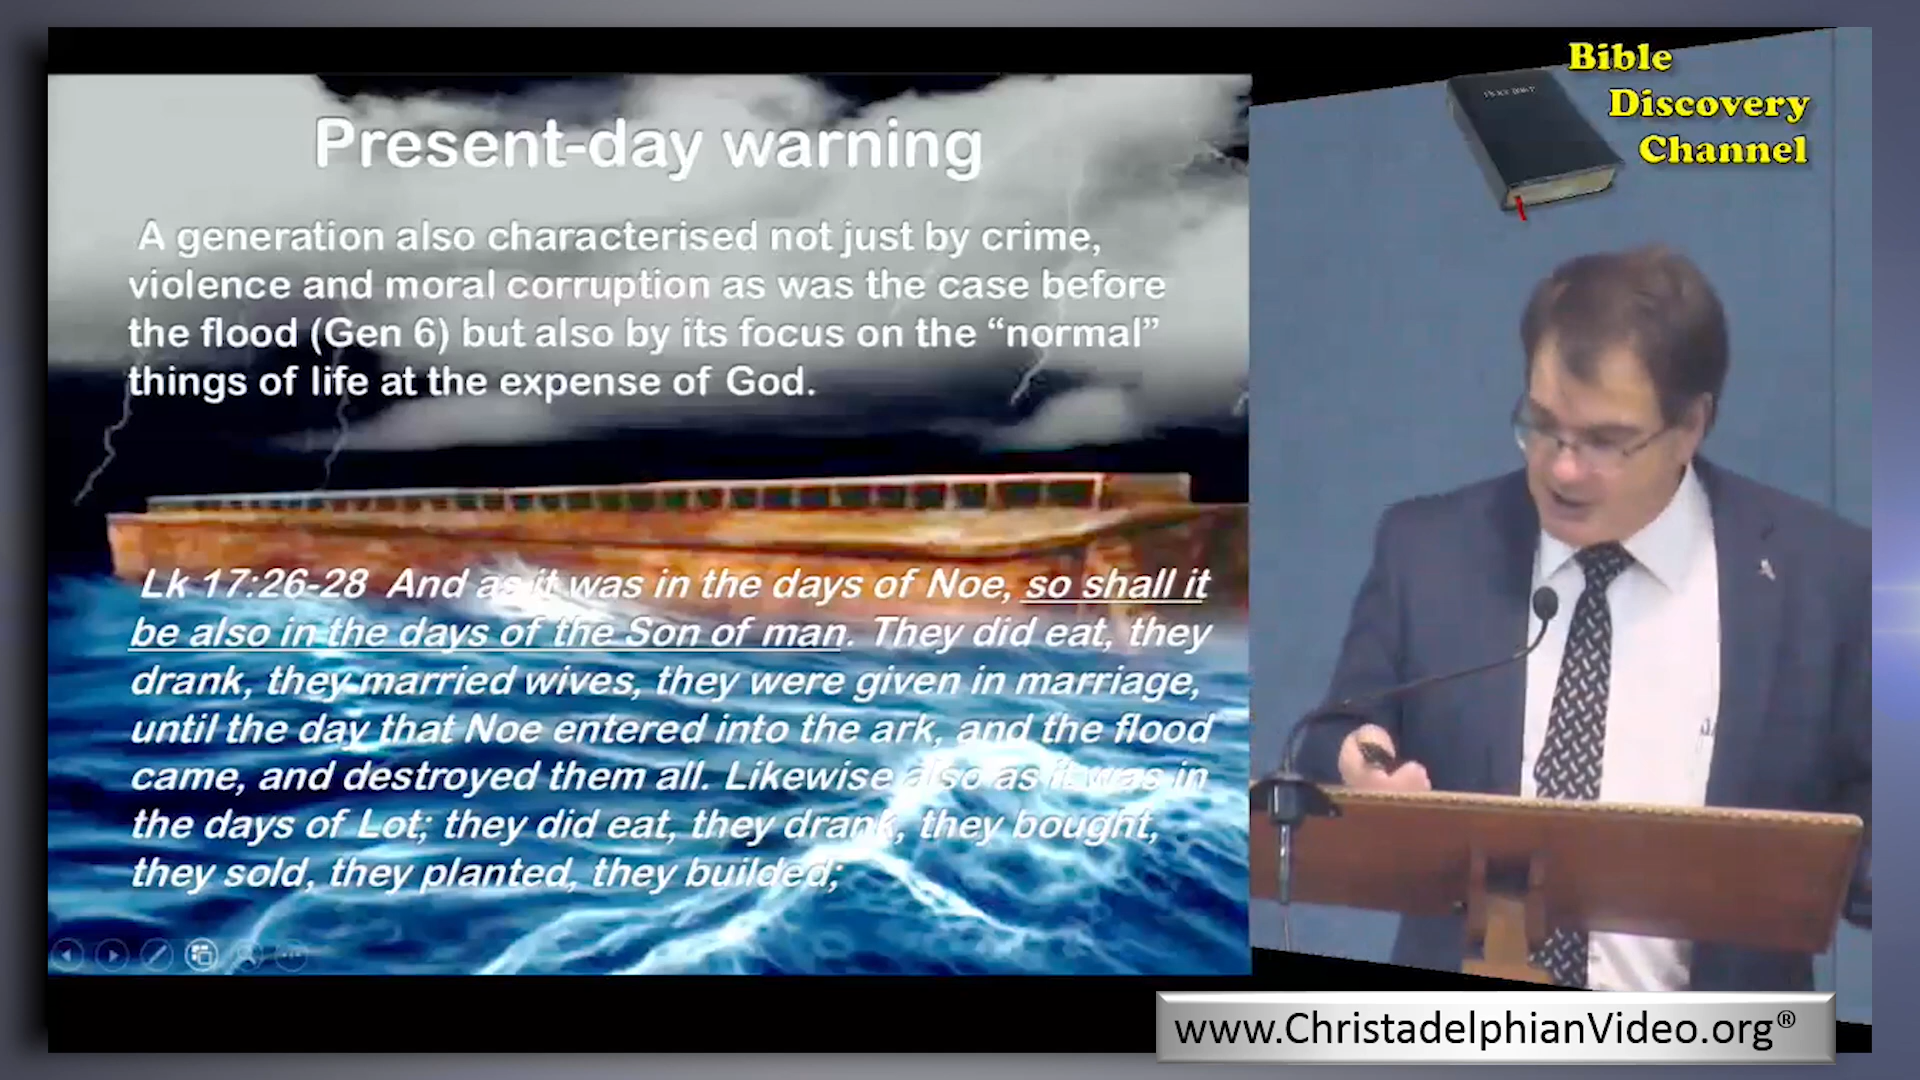 Present-day warning
A generation also characterised not just by crime,
violence and moral corruption as was the case before
the flood (Gen 6) but also by its focus on the “normal”
things of life at the expense of God.
Lk 17:26-28 And as it was in the days of Noe, so shall it
be also in the days of the Son of man. They did eat, they
drank, they married wives, they were given in marriage,
until the day that Noe entered into the ark, and the flood
came, and destroyed them all. Likewise also as it was in
the days of Lot; they did eat, they drank, they bought,
they sold, they planted, they builded;
Bible
Discovery
Channel
HOLY BIBLE
www.ChristadelphianVideo.org®